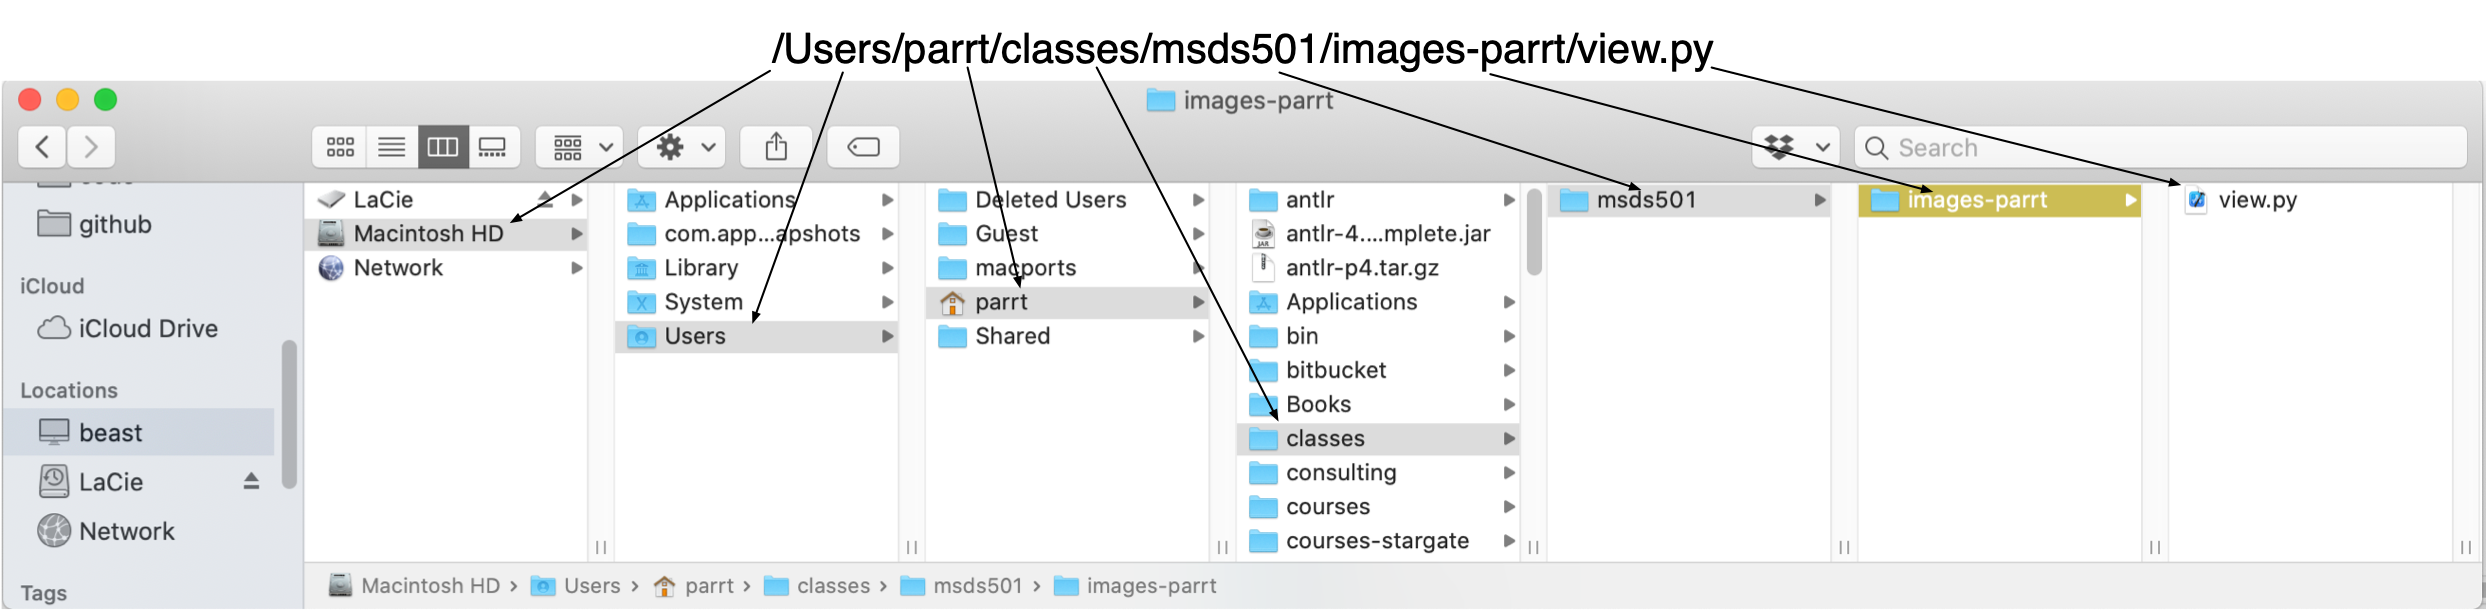 /Users/parrt/classes/msds501/images-parrt/view.py
images-parrt
Search
github
iCloud
iCloud Drive
Locations
beast
LaCie
Network
Tags
LaCie
Macintosh HD
Network
Applications
com.app...apshots
Library
System
Users
Deleted Users
Guest
macports
parrt
Shared
antlr
antlr-4....mplete.jar
antlr-p4.tar.gz
Applications
bin
bitbucket
Books
classes
consulting
courses
courses-stargate
msds501
images-parrt
view.py
Macintosh HD › Users › parrt › classes › msds501 › images-parrt